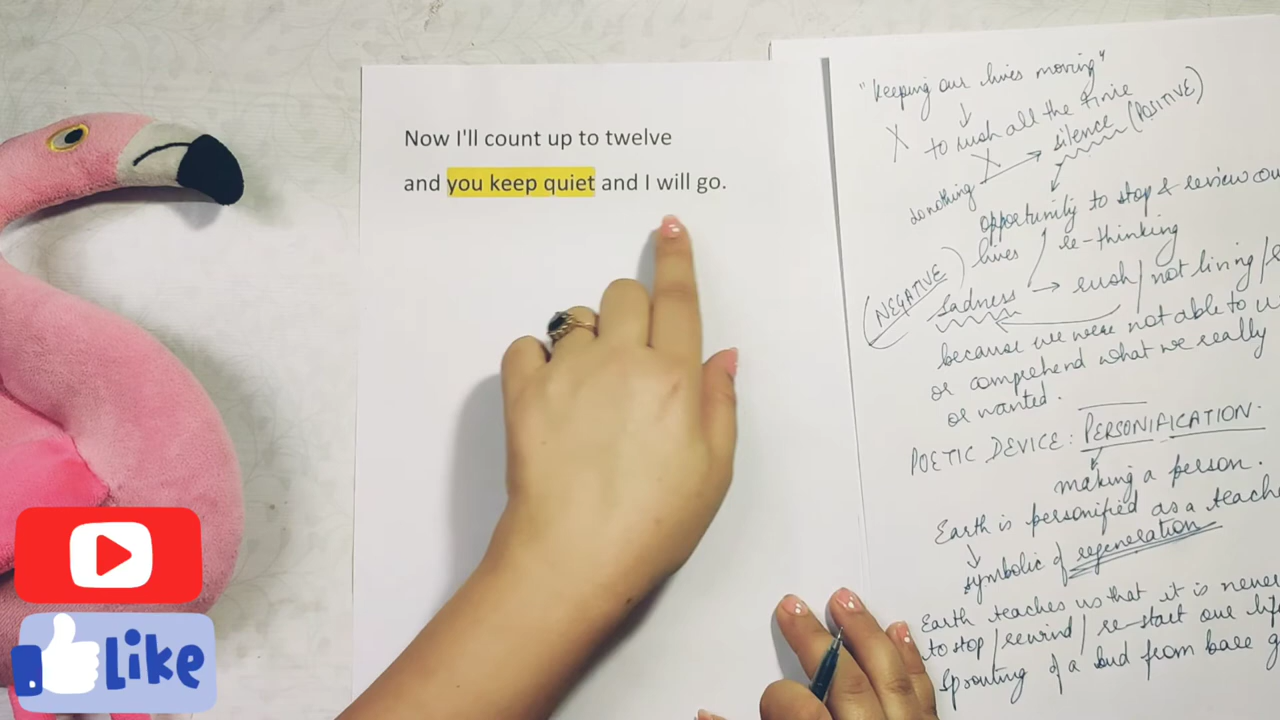 Now I'll count up to twelve
and you keep quiet and I will go.
"keeping our lives moving"
X to rush all the time
X silence (POSITIVE)
do nothing
opportunity to stop & review our
lives re-thinking
(NEGATIVE)
sadness → rush/not living/
because we were not able to
or comprehend what we really
or wanted.
POETIC DEVICE: PERSONIFICATION.
making a person.
Earth is personified as a teache
symbolic of regeneration
Earth teaches us that it is never
to stop/rewind/re-start our lif
sprouting of a bud from bare g
Like